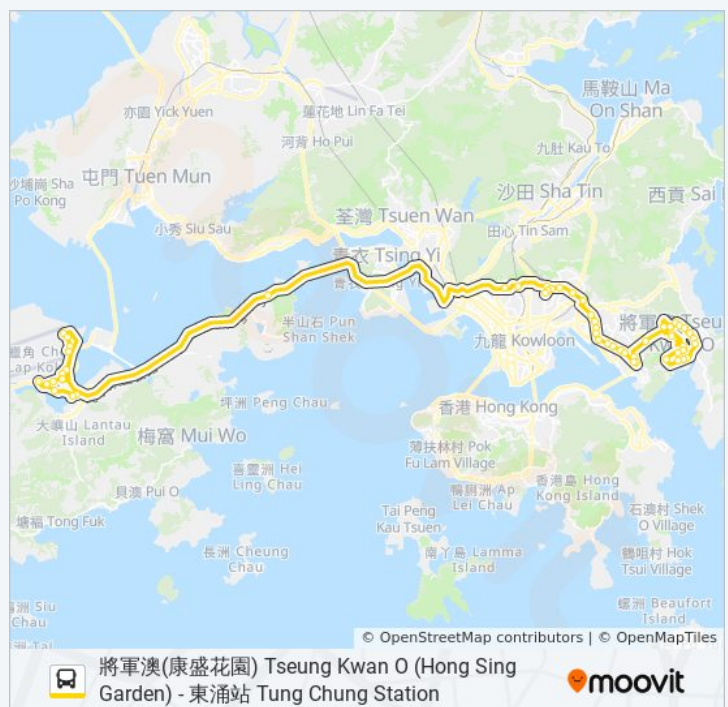 馬鞍山 Ma
On Shan
亦園 Yick Yuen
蓮花地 Lin Fa Tei
河背 Ho Pui
九肚 Kau To
沙埔崗 Sha
Po Kong
屯門 Tuen Mun
沙田 Sha Tin
西貢 Sai
荃灣 Tsuen Wan
小秀 Siu Sau
田心 Tin Sam
青衣 Tsing Yi
將軍
Tseu
半山石 Pun
Shan Shek
九龍 Kowloon
Lap Ko
坪洲 Peng Chau
香港 Hong Kong
大嶼山 Lantau
Island
梅窩 Mui Wo
薄扶林村 Pok
Fu Lam Village
喜靈洲 Hei
Ling Chau
鴨脷洲 Ap
Lei Chau
香港島 Hong
Kong Island
貝澳 Pui O
石澳村 Shek
O Village
塘福 Tong Fuk
Tai Peng
Kau Tsuen
長洲 Cheung
Chau
南丫島 Lamma
Island
鶴咀村 Hok
Tsui Village
Siu
Chau
螺洲 Beaufort
Island
© OpenStreetMap contributors | © OpenMapTiles
將軍澳(康盛花園) Tseung Kwan O (Hong Sing
Garden) - 東涌站 Tung Chung Station
moovit